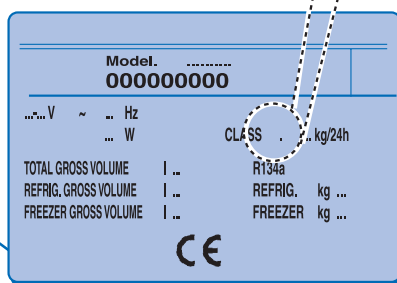 Model. .........
000000000
...-... V ~ ... Hz
... W CLASS . ... kg/24h
TOTAL GROSS VOLUME l ... R134a
REFRIG. GROSS VOLUME l ... REFRIG. kg ...
FREEZER GROSS VOLUME l ... FREEZER kg ...
CE